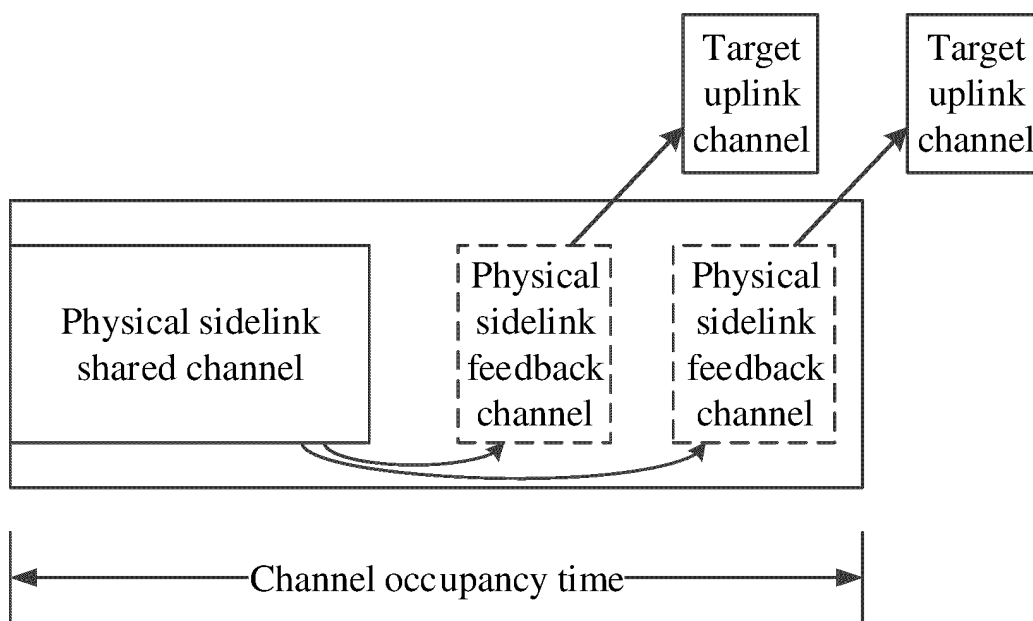 Target
uplink
channel
Target
uplink
channel
Physical sidelink
shared channel
Physical
sidelink
feedback
channel
Physical
sidelink
feedback
channel
Channel occupancy time